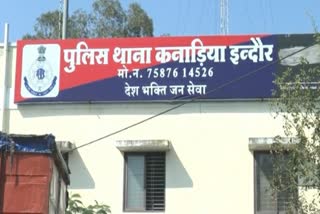 पुलिस थाना कनाड़िया इन्दौर
मो.न. 75876 14526
देश भक्ति जन सेवा